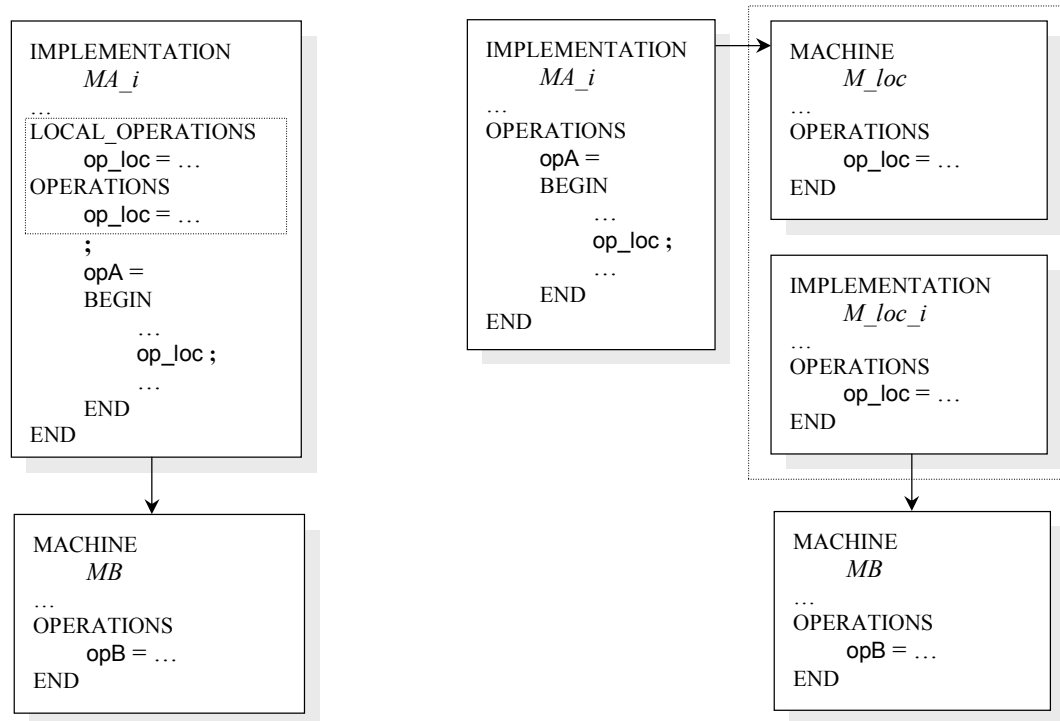 IMPLEMENTATION
MA_i
…
LOCAL_OPERATIONS
op_loc = …
OPERATIONS
op_loc = …
;
opA =
BEGIN
…
op_loc ;
…
END
END
MACHINE
MB
…
OPERATIONS
opB = …
END
IMPLEMENTATION
MA_i
…
OPERATIONS
opA =
BEGIN
…
op_loc ;
…
END
END
MACHINE
M_loc
…
OPERATIONS
op_loc = …
END
IMPLEMENTATION
M_loc_i
…
OPERATIONS
op_loc = …
END
MACHINE
MB
…
OPERATIONS
opB = …
END